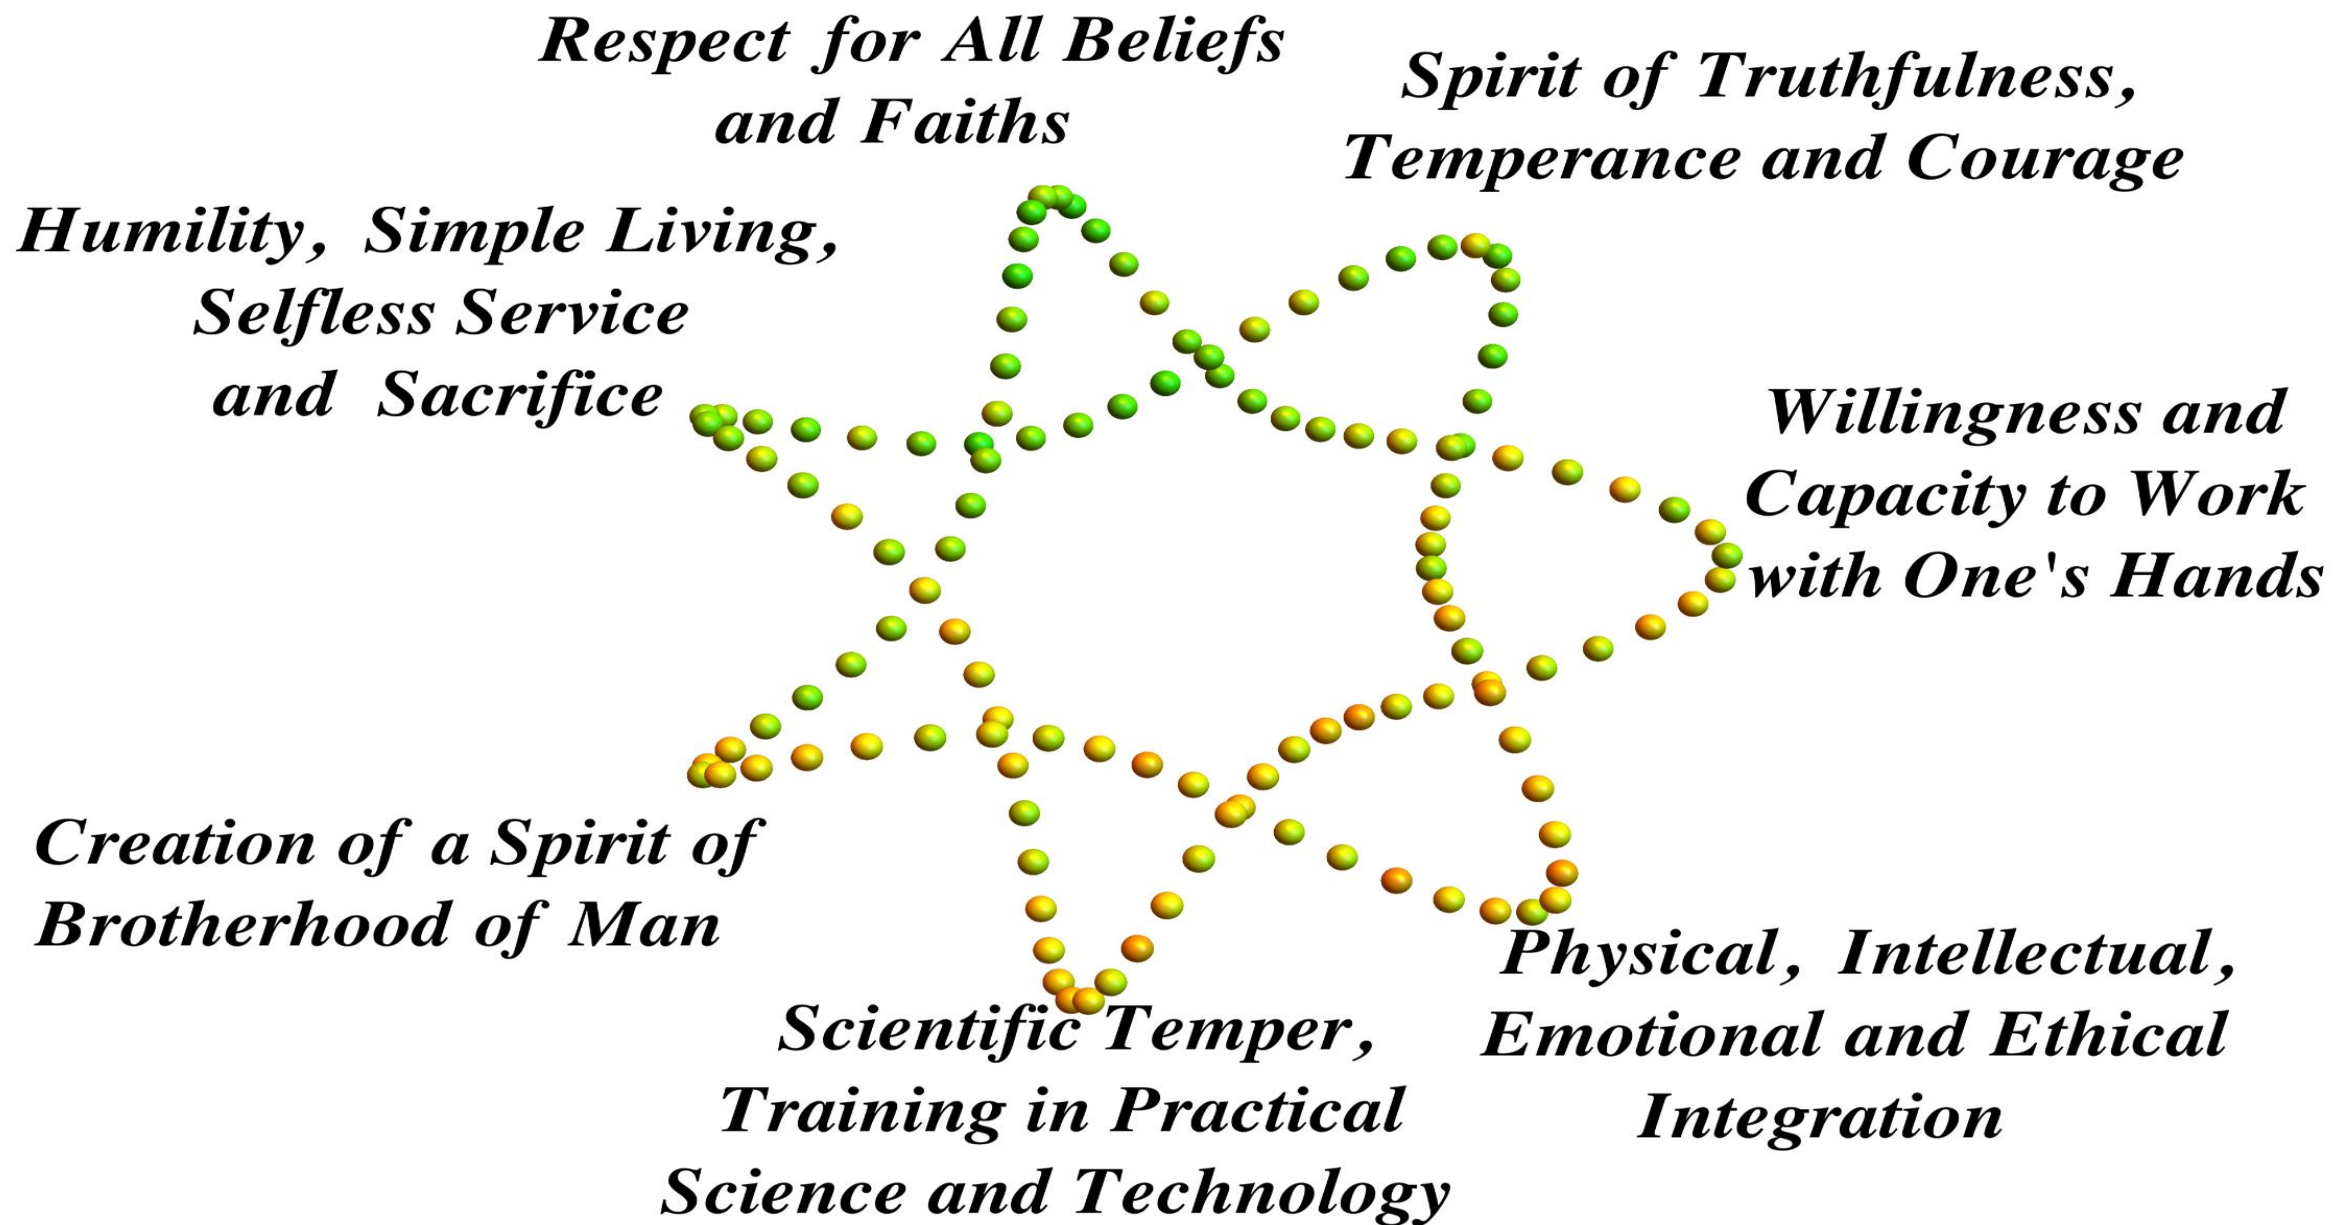 Respect for All Beliefs
and Faiths
Spirit of Truthfulness,
Temperance and Courage
Humility, Simple Living,
Selfless Service
and Sacrifice
Willingness and
Capacity to Work
with One's Hands
Creation of a Spirit of
Brotherhood of Man
Physical, Intellectual,
Emotional and Ethical
Integration
Scientific Temper,
Training in Practical
Science and Technology